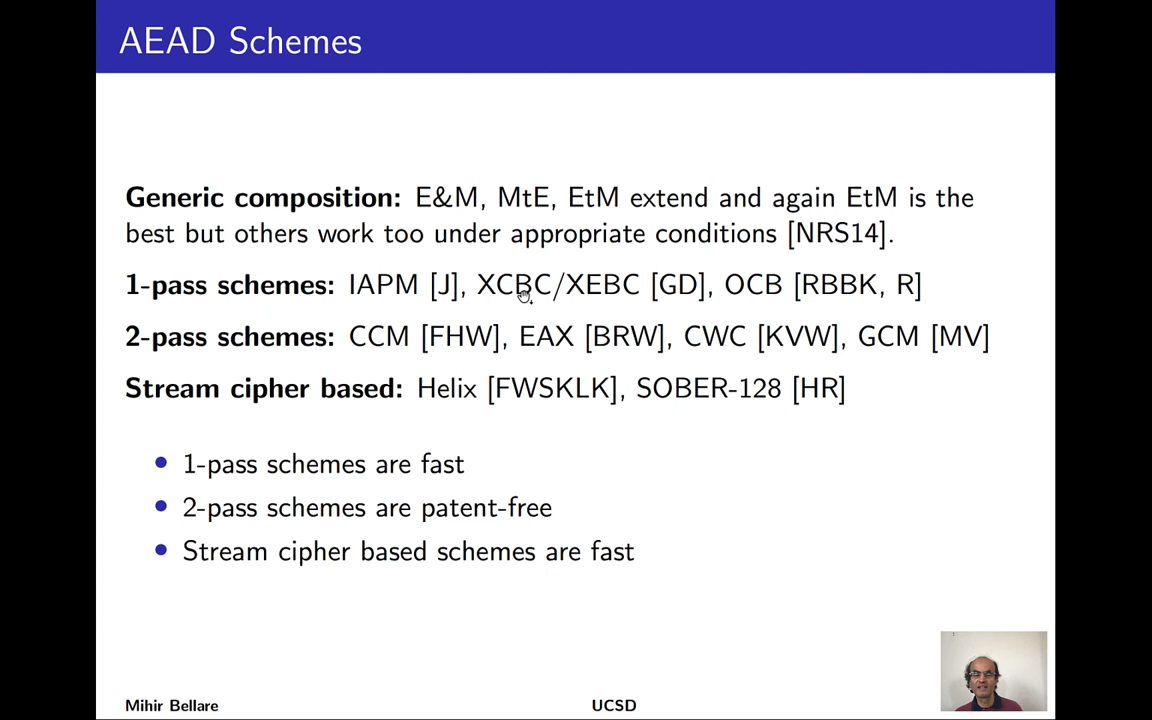 AEAD Schemes
Generic composition: E&M, MtE, EtM extend and again EtM is the
best but others work too under appropriate conditions [NRS14].
1-pass schemes: IAPM [J], XCBC/XEBC [GD], OCB [RBBK, R]
2-pass schemes: CCM [FHW], EAX [BRW], CWC [KVW], GCM [MV]
Stream cipher based: Helix [FWSKLK], SOBER-128 [HR]
• 1-pass schemes are fast
• 2-pass schemes are patent-free
• Stream cipher based schemes are fast
Mihir Bellare UCSD